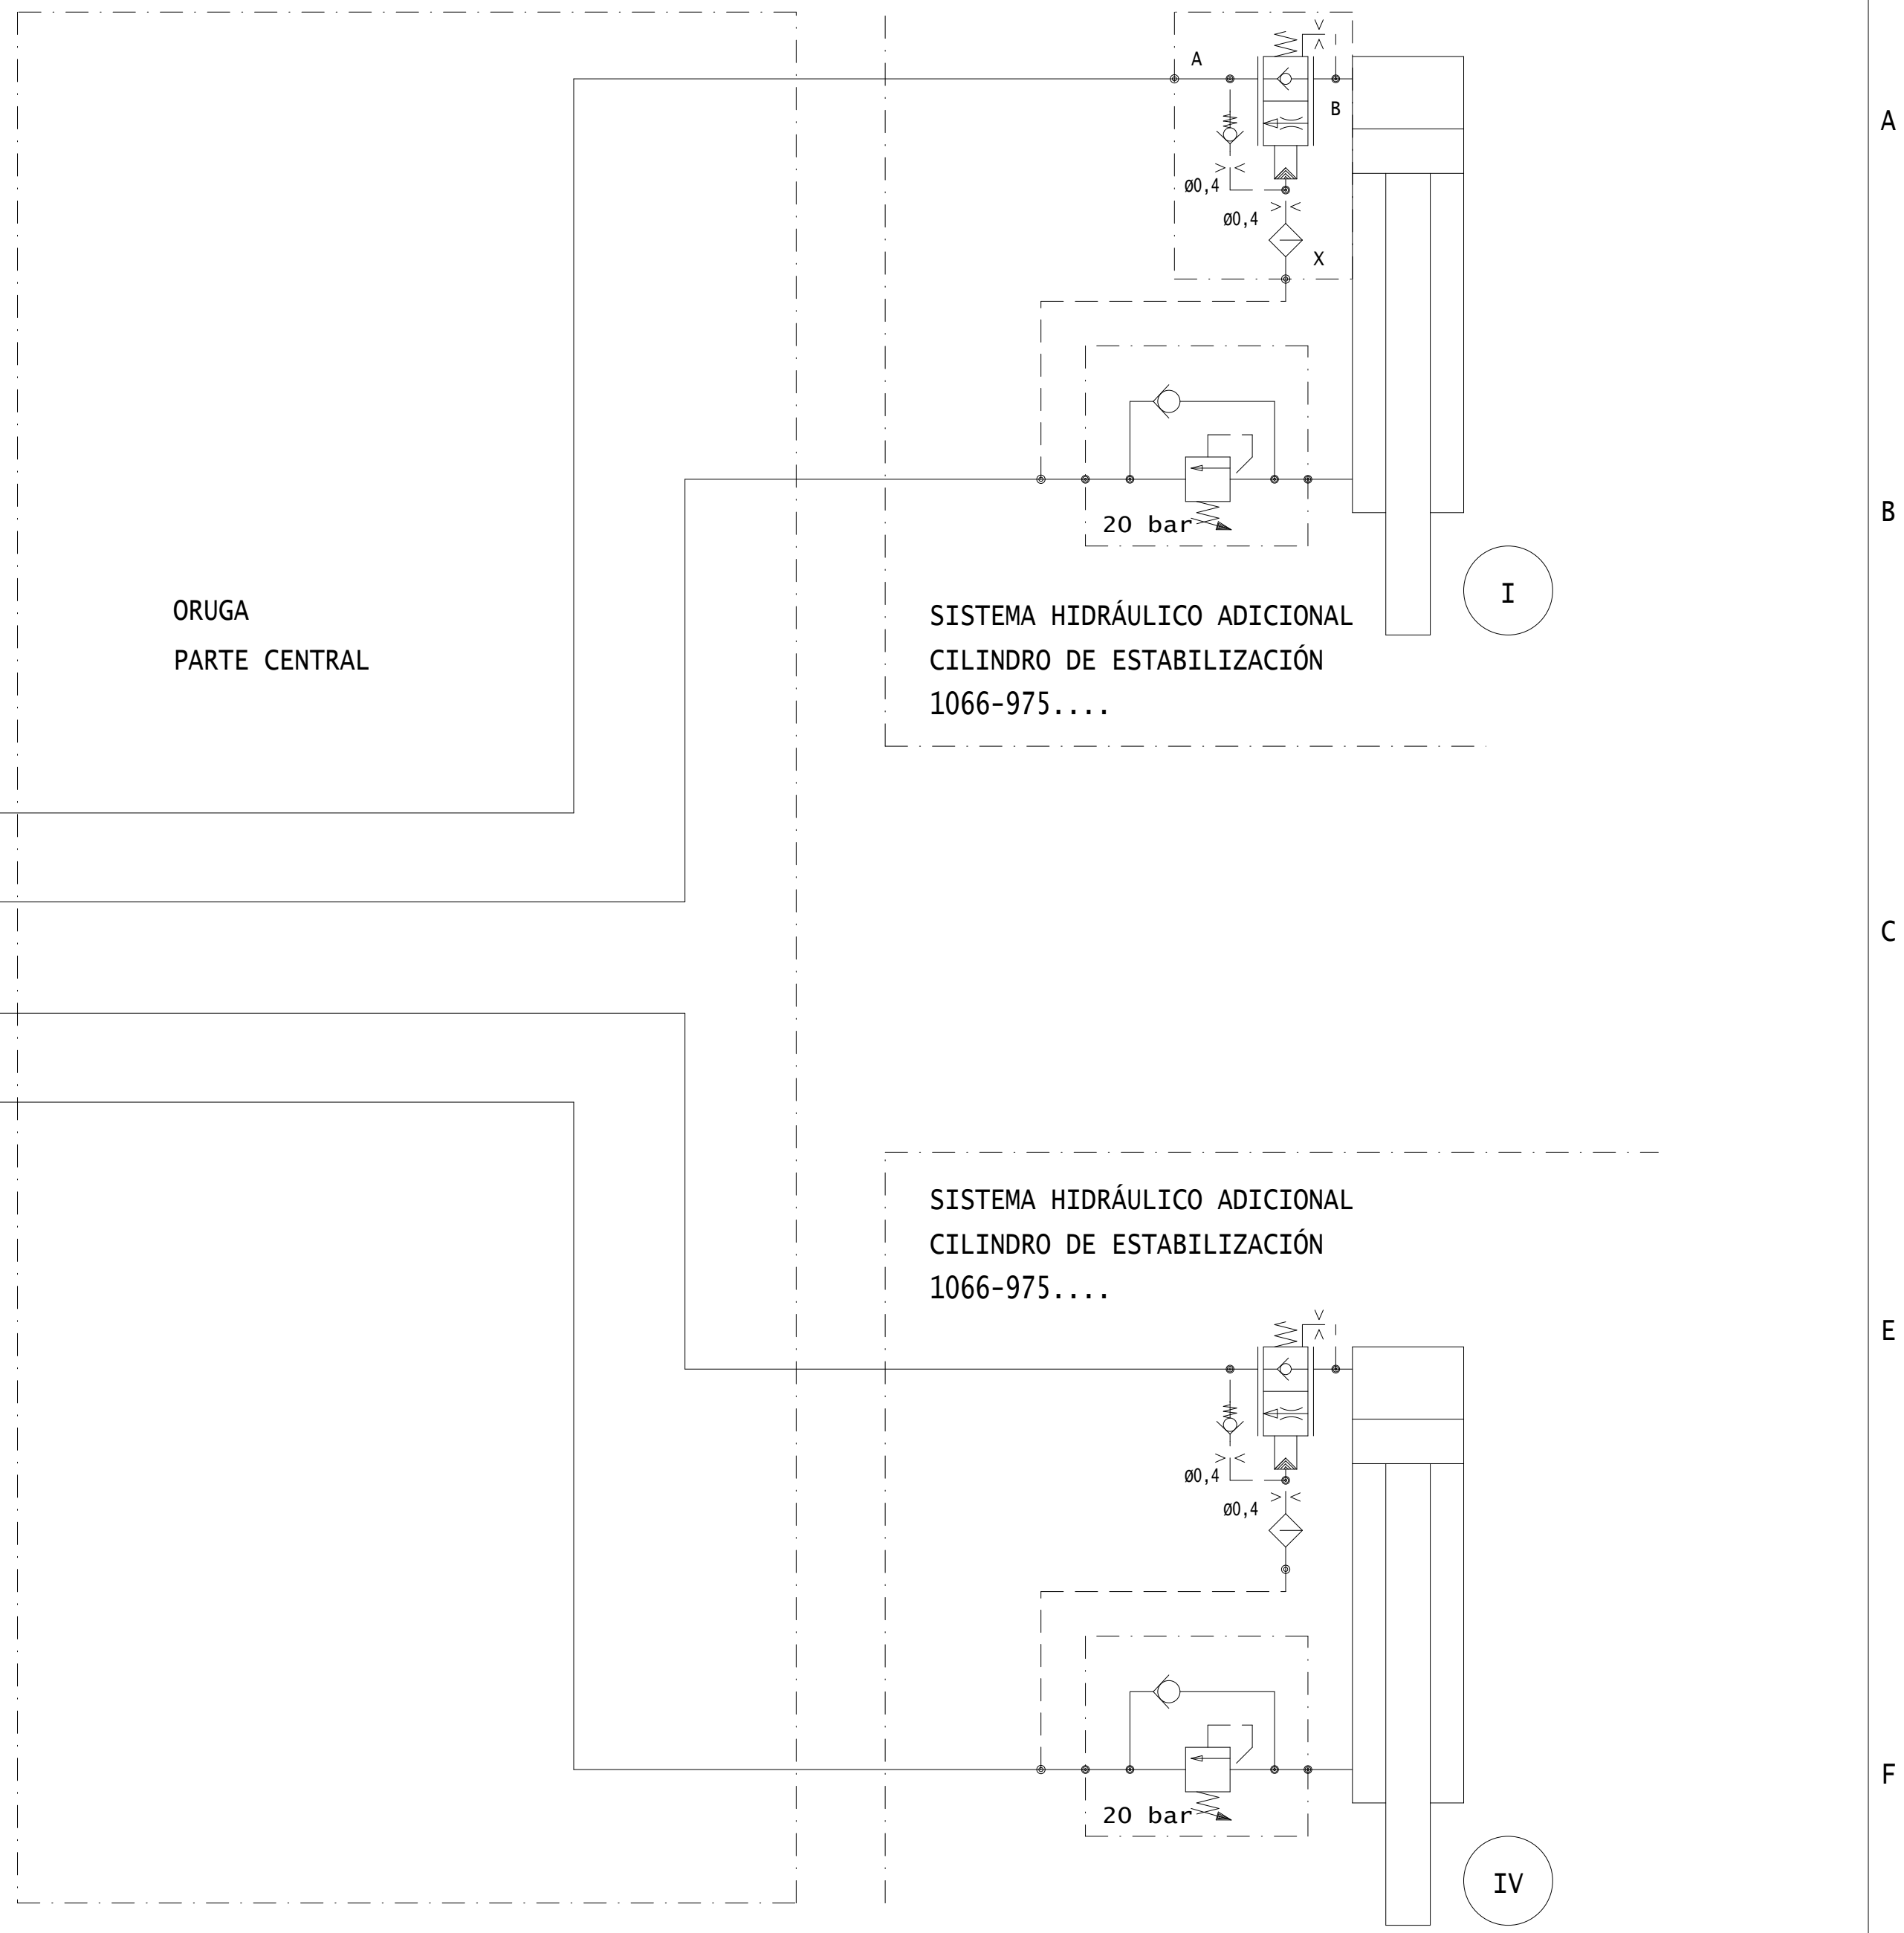 A
B
A
ø0,4
ø0,4
X
20 bar
B
I
ORUGA
PARTE CENTRAL
SISTEMA HIDRÁULICO ADICIONAL
CILINDRO DE ESTABILIZACIÓN
1066-975....
C
SISTEMA HIDRÁULICO ADICIONAL
CILINDRO DE ESTABILIZACIÓN
1066-975....
E
ø0,4
ø0,4
F
20 bar
IV